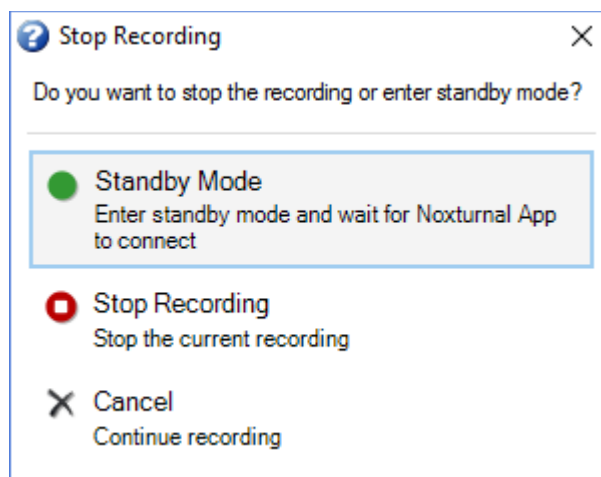 Stop Recording
Do you want to stop the recording or enter standby mode?
Standby Mode
Enter standby mode and wait for Noxturnal App
to connect
Stop Recording
Stop the current recording
Cancel
Continue recording